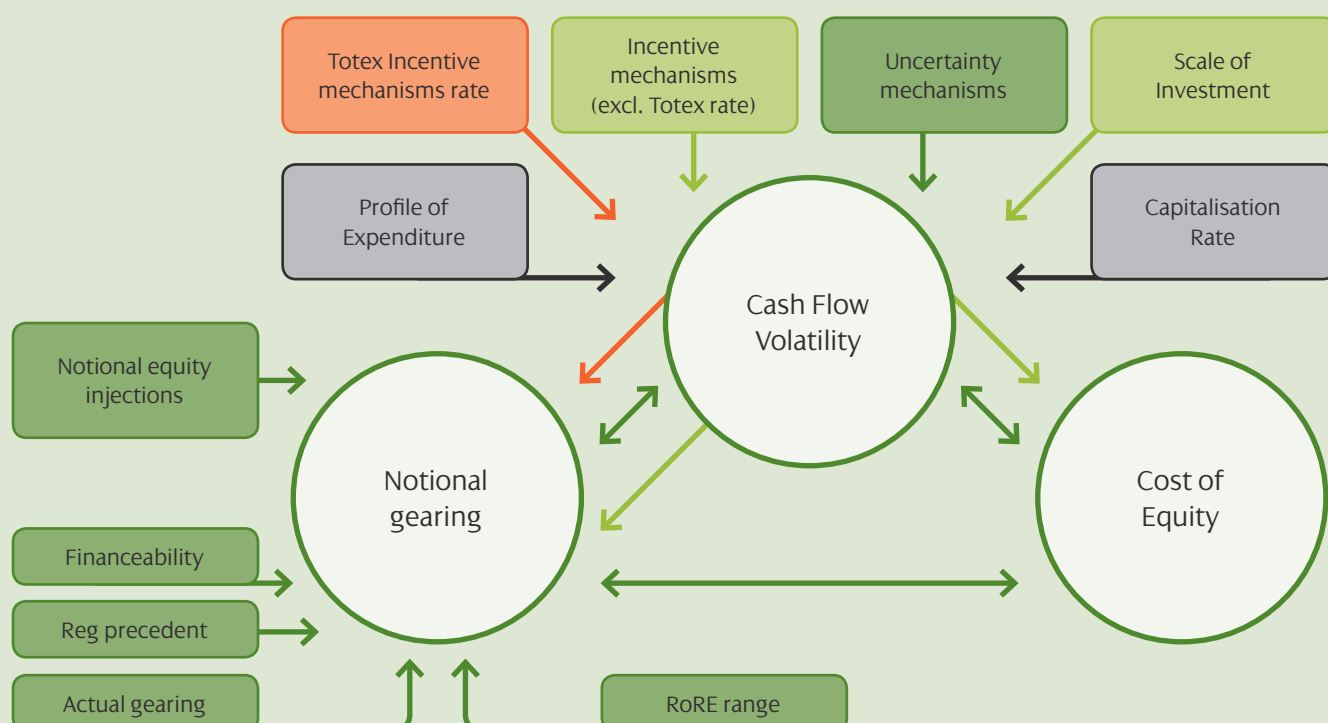 Totex Incentive
mechanisms rate
Incentive
mechanisms
(excl. Totex rate)
Uncertainty
mechanisms
Scale of
Investment
Profile of
Expenditure
Capitalisation
Rate
Cash Flow
Volatility
Notional equity
injections
Notional
gearing
Cost of
Equity
Financeability
Reg precedent
Actual gearing
RoRE range